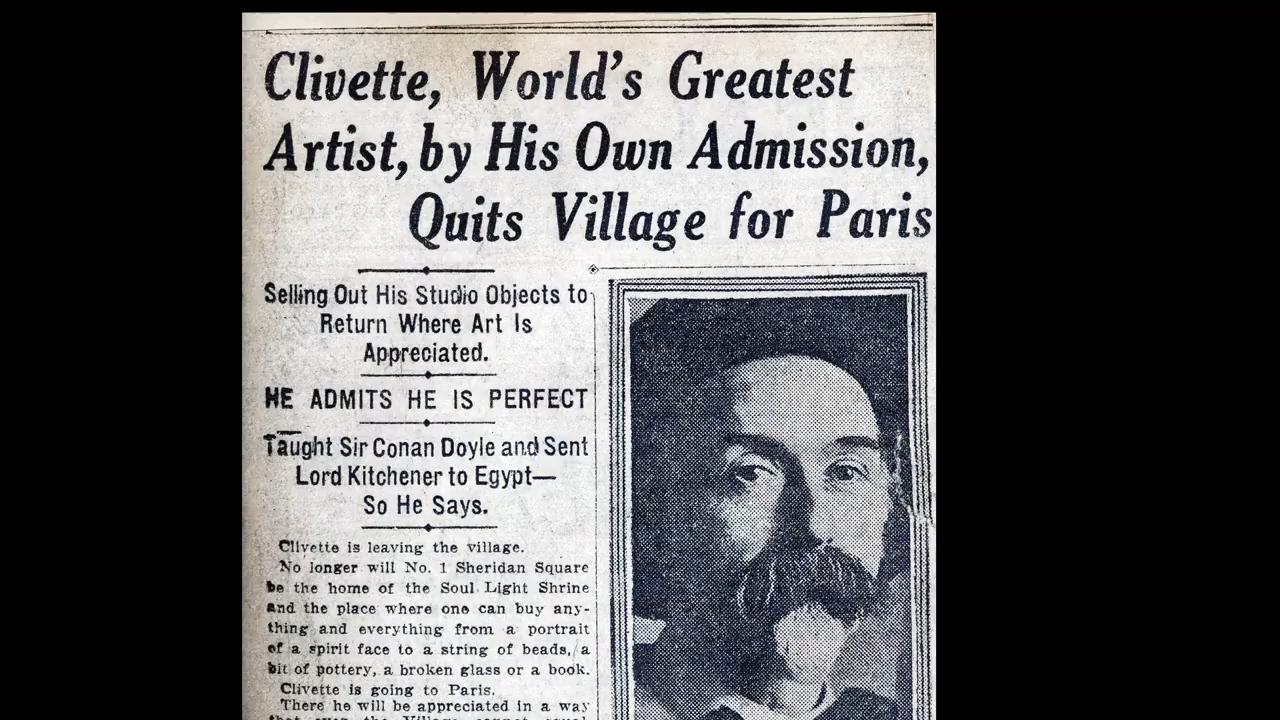 Clivette, World's Greatest
Artist, by His Own Admission,
Quits Village for Paris
Selling Out His Studio Objects to
Return Where Art Is
Appreciated.
HE ADMITS HE IS PERFECT
Taught Sir Conan Doyle and Sent
Lord Kitchener to Egypt—
So He Says.
Clivette is leaving the village.
No longer will No. 1 Sheridan Square
be the home of the Soul Light Shrine
and the place where one can buy any-
thing and everything from a portrait
of a spirit face to a string of beads, a
bit of pottery, a broken glass or a book.
Clivette is going to Paris.
There he will be appreciated in a way